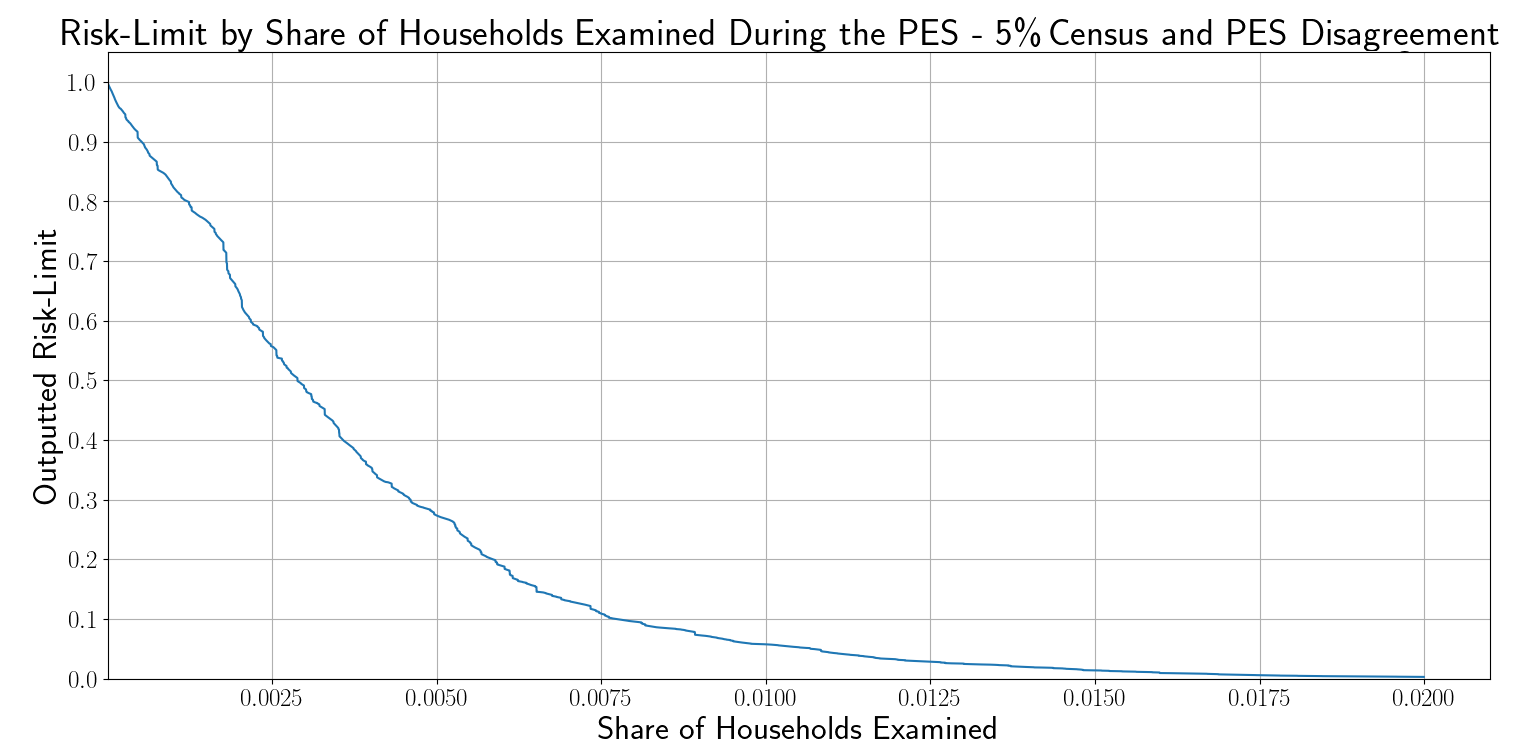 Risk-Limit by Share of Households Examined During the PES - 5% Census and PES Disagreement
1.0
0.9
0.8
0.7
0.6
0.5
0.4
0.3
0.2
0.1
0.0
Outputted Risk-Limit
0.0025 0.0050 0.0075 0.0100 0.0125 0.0150 0.0175 0.0200
Share of Households Examined